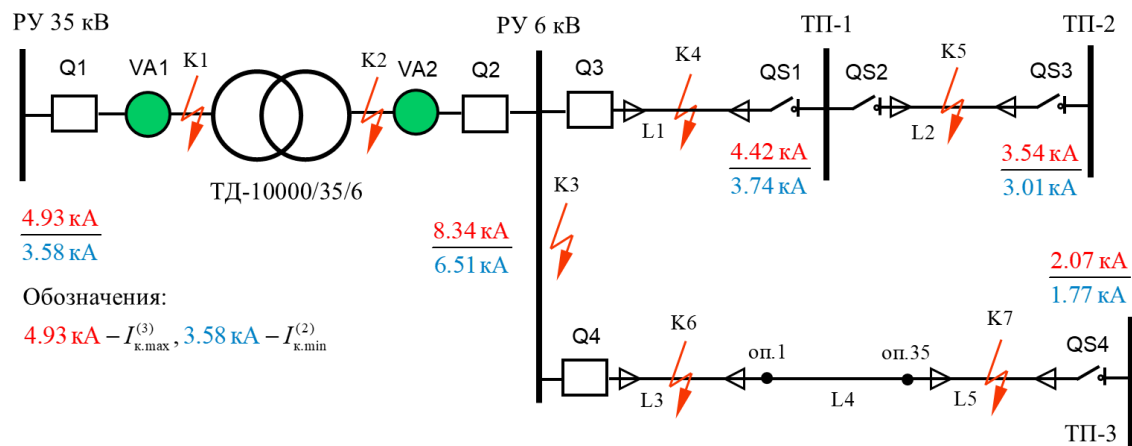 РУ 35 кВ
РУ 6 кВ
ТП-1
ТП-2
Q1
VA1
K1
K2
VA2
Q2
Q3
K4
QS1
QS2
K5
QS3
L1
L2
ТД-10000/35/6
4.42 кА
3.74 кА
3.54 кА
3.01 кА
K3
4.93 кА
3.58 кА
8.34 кА
6.51 кА
2.07 кА
1.77 кА
Обозначения:
4.93 кА – I(3)к.max, 3.58 кА – I(2)к.min
Q4
K6
оп.1
оп.35
K7
QS4
L3
L4
L5
ТП-3